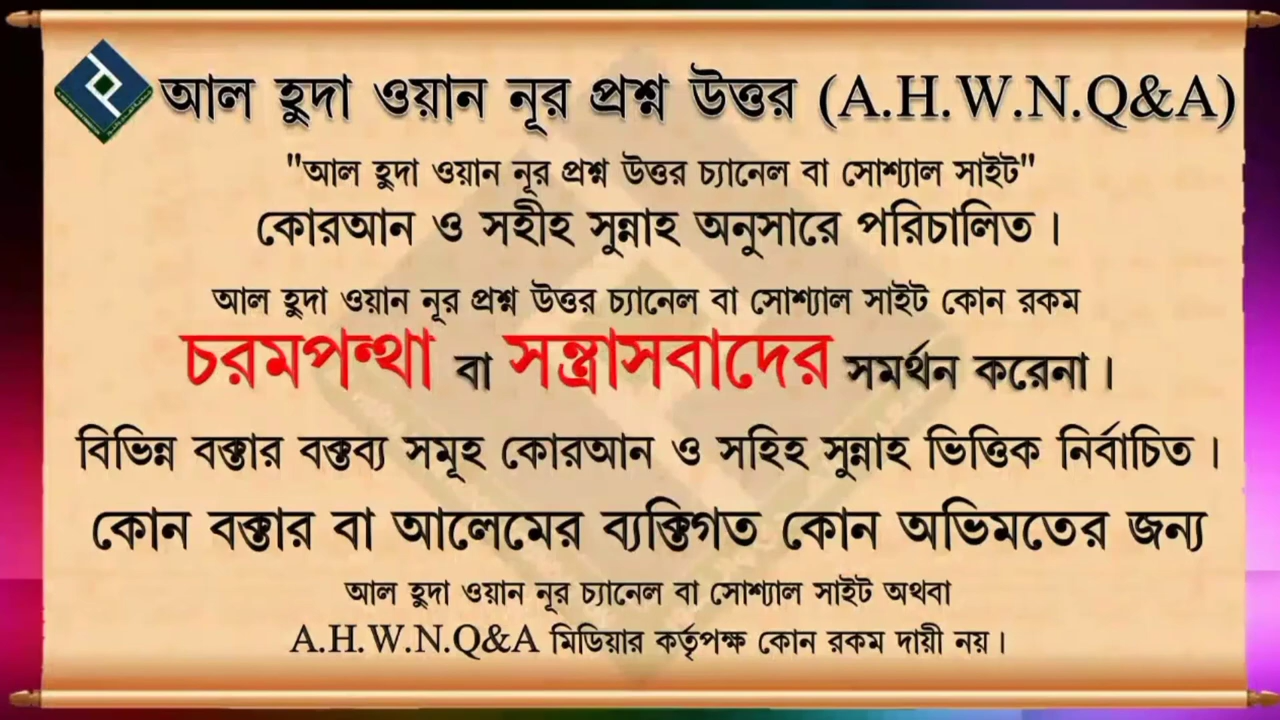 আল হুদা ওয়ান নূর প্রশ্ন উত্তর (A.H.W.N.Q&A)
"আল হুদা ওয়ান নূর প্রশ্ন উত্তর চ্যানেল বা সোশ্যাল সাইট"
কোরআন ও সহীহ সুন্নাহ অনুসারে পরিচালিত।
আল হুদা ওয়ান নূর প্রশ্ন উত্তর চ্যানেল বা সোশ্যাল সাইট কোন রকম
চরমপন্থা বা সন্ত্রাসবাদের সমর্থন করেনা।
বিভিন্ন বক্তার বক্তব্য সমূহ কোরআন ও সহিহ সুন্নাহ ভিত্তিক নির্বাচিত।
কোন বক্তার বা আলেমের ব্যক্তিগত কোন অভিমতের জন্য
আল হুদা ওয়ান নূর চ্যানেল বা সোশ্যাল সাইট অথবা
A.H.W.N.Q&A মিডিয়ার কর্তৃপক্ষ কোন রকম দায়ী নয়।